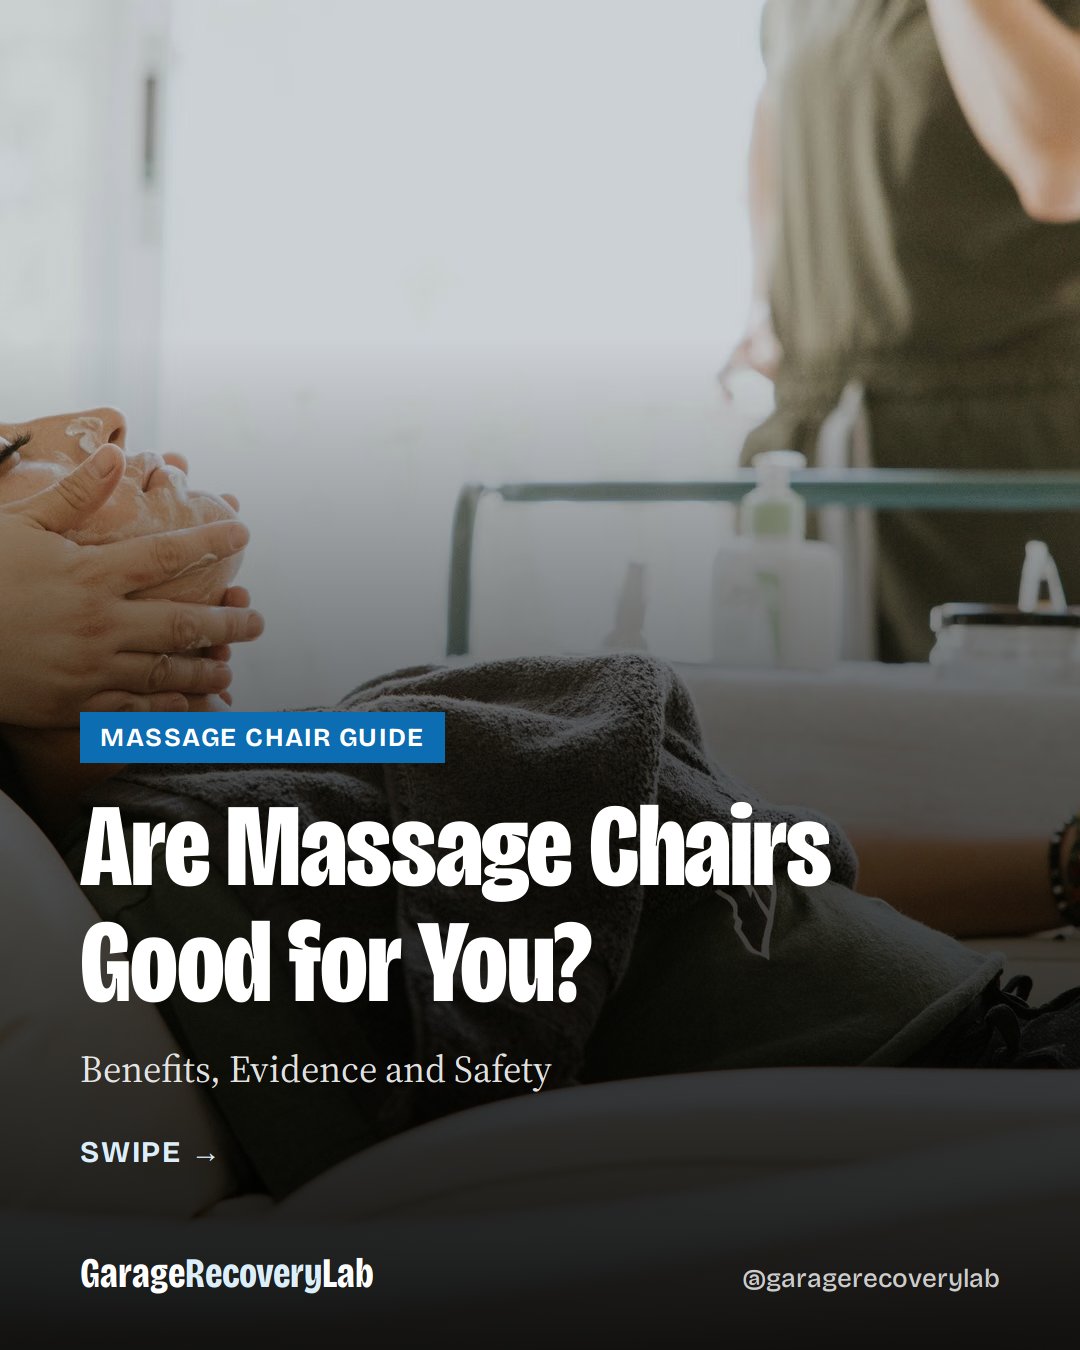 MASSAGE CHAIR GUIDE
Are Massage Chairs
Good for You?
Benefits, Evidence and Safety
SWIPE →
GarageRecoveryLab
@garagerecoverylab